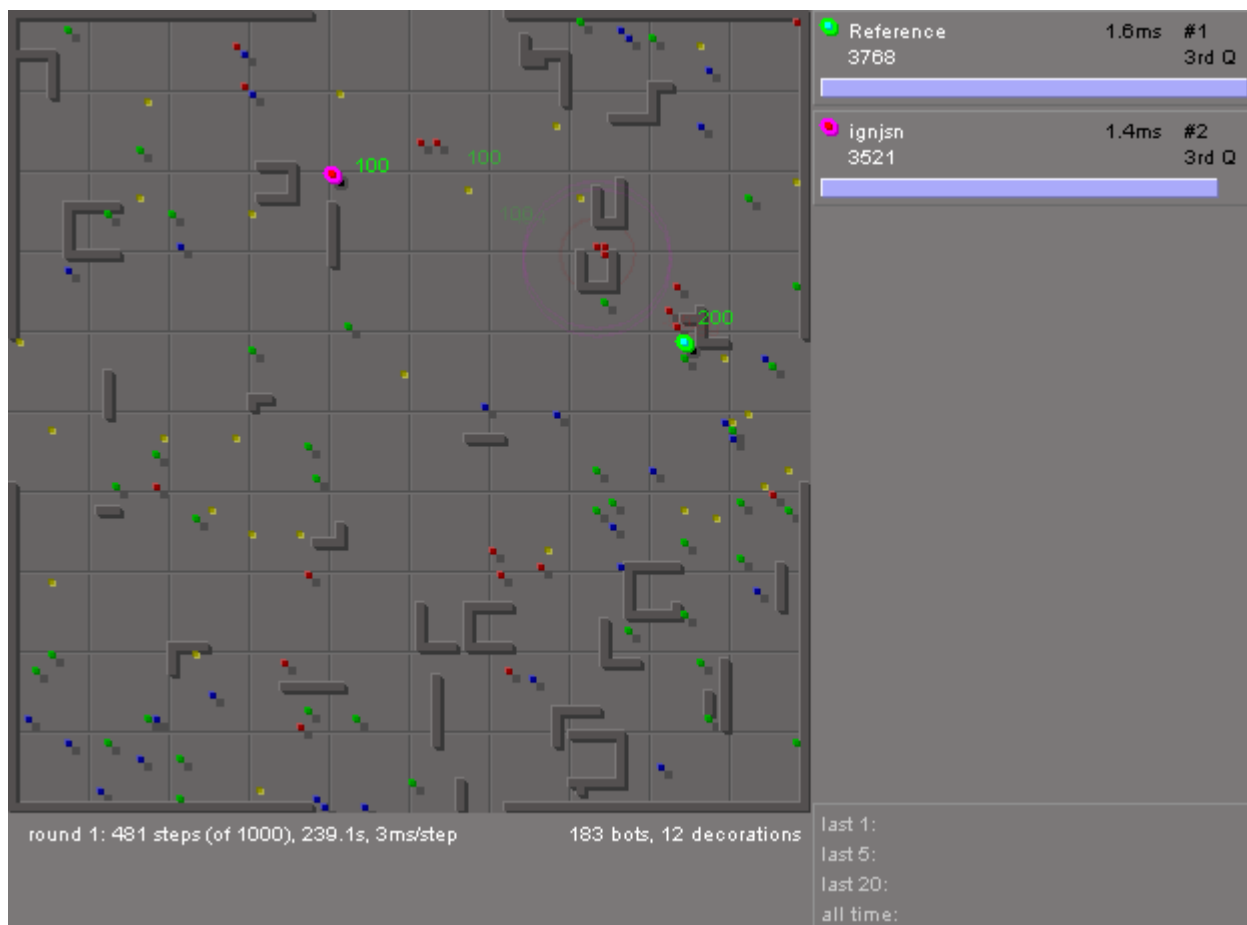 Reference 1.6ms #1
3768 3rd Q
ignjsn 1.4ms #2
3521 3rd Q
100
100
100
200
round 1: 481 steps (of 1000), 239.1s, 3ms/step
183 bots, 12 decorations
last 1:
last 5:
last 20:
all time: